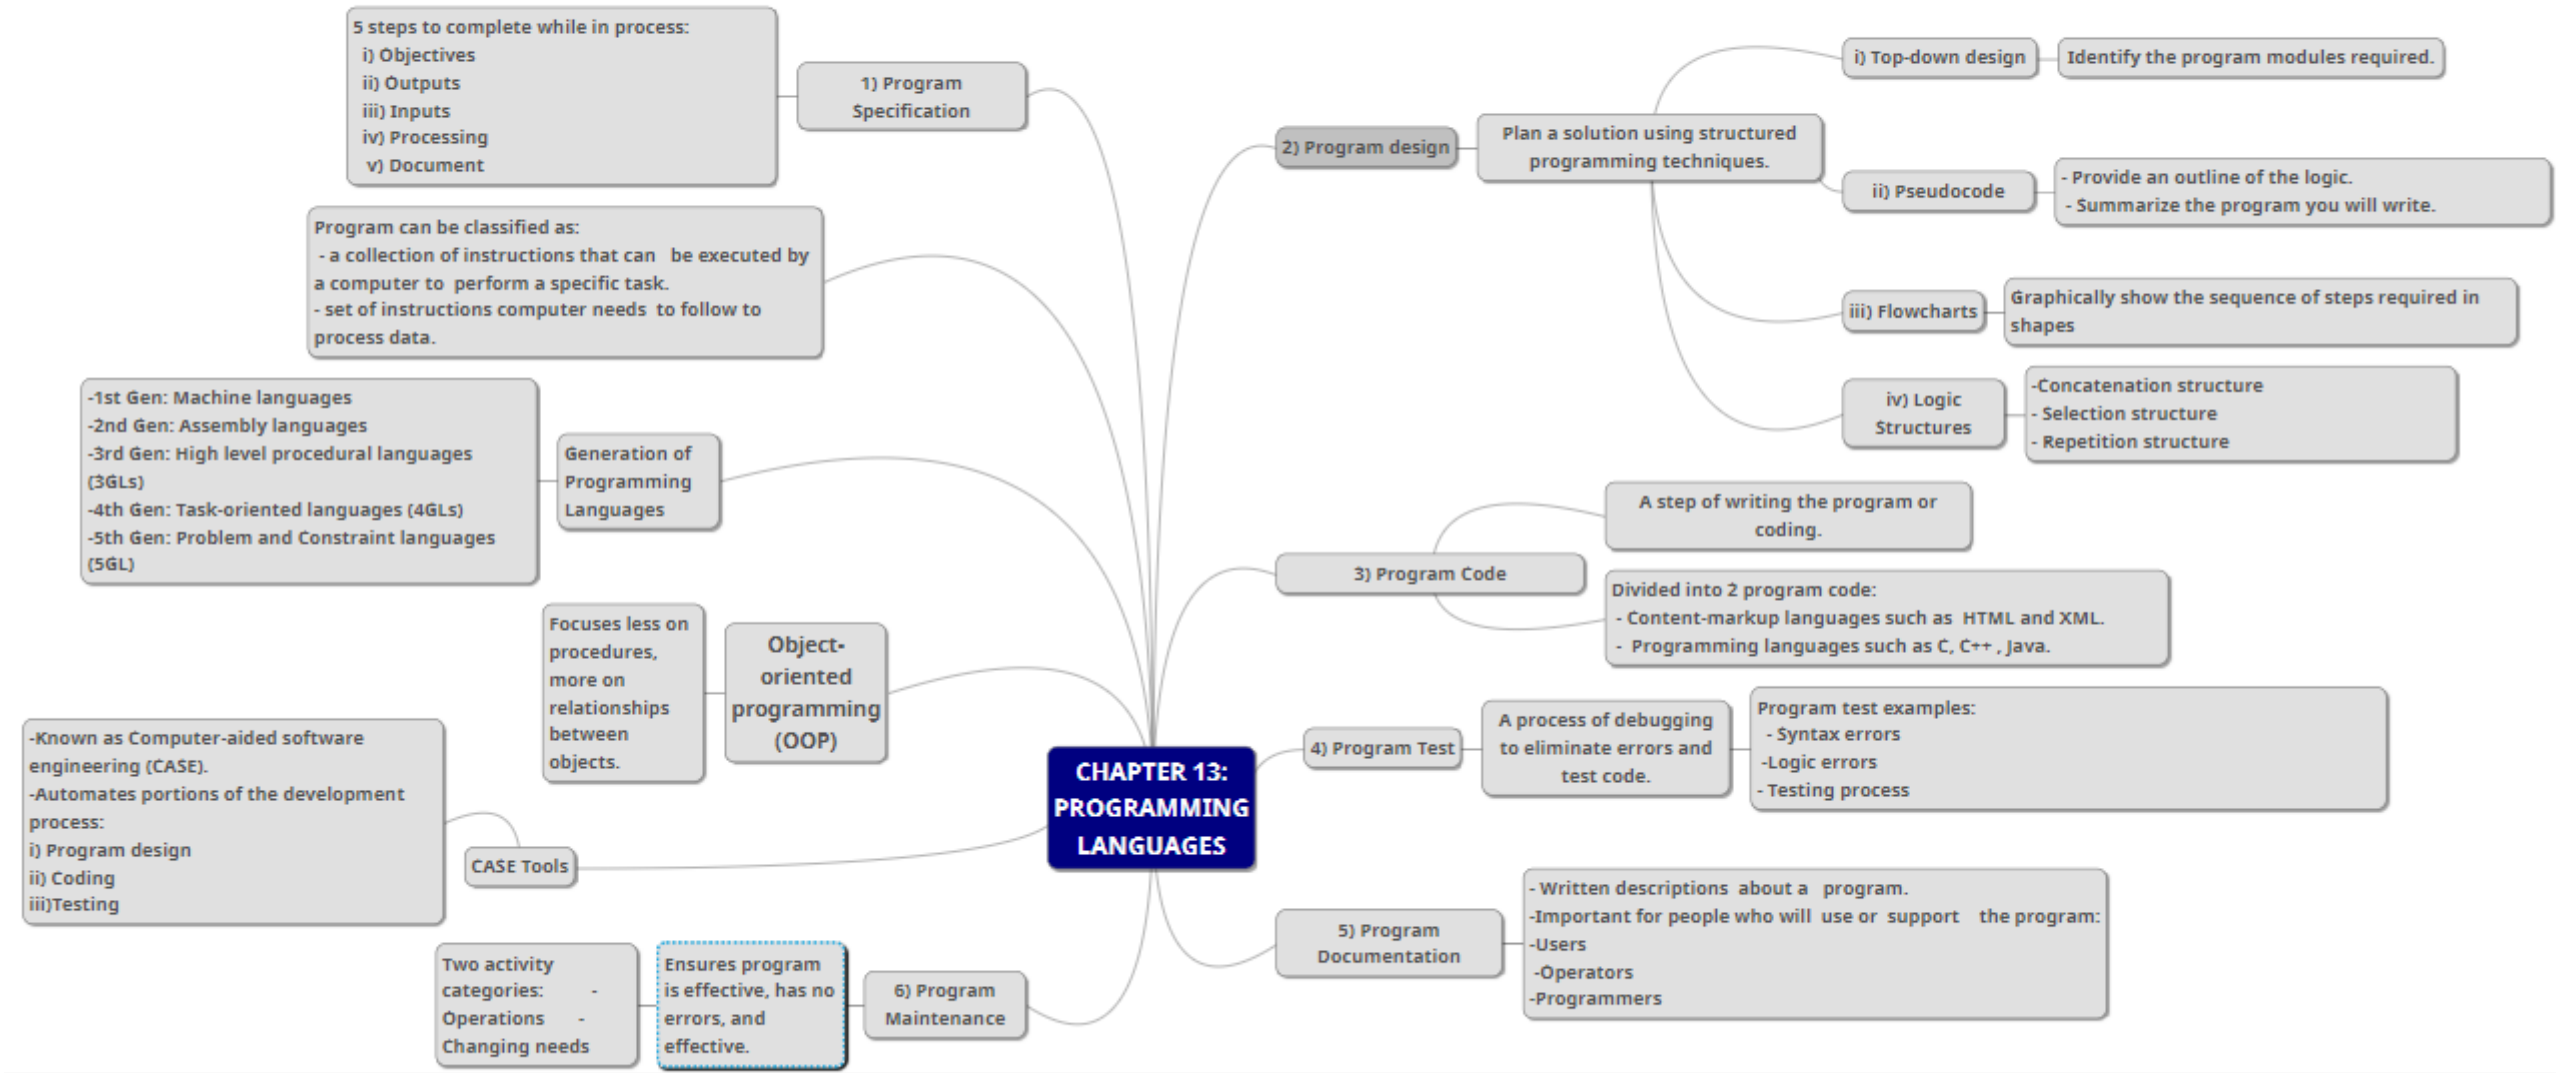 5 steps to complete while in process:
i) Objectives
ii) Outputs
iii) Inputs
iv) Processing
v) Document
1) Program
Specification
Program can be classified as:
- a collection of instructions that can be executed by
a computer to perform a specific task.
- set of instructions computer needs to follow to
process data.
-1st Gen: Machine languages
-2nd Gen: Assembly languages
-3rd Gen: High level procedural languages
(3GLs)
-4th Gen: Task-oriented languages (4GLs)
-5th Gen: Problem and Constraint languages
(5GL)
Generation of
Programming
Languages
Focuses less on
procedures,
more on
relationships
between
objects.
Object-
oriented
programming
(OOP)
-Known as Computer-aided software
engineering (CASE).
-Automates portions of the development
process:
i) Program design
ii) Coding
iii)Testing
CASE Tools
Two activity
categories: -
Operations -
Changing needs
Ensures program
is effective, has no
errors, and
effective.
6) Program
Maintenance
CHAPTER 13:
PROGRAMMING
LANGUAGES
2) Program design
Plan a solution using structured
programming techniques.
i) Top-down design
Identify the program modules required.
ii) Pseudocode
- Provide an outline of the logic.
- Summarize the program you will write.
iii) Flowcharts
Graphically show the sequence of steps required in
shapes
iv) Logic
Structures
-Concatenation structure
- Selection structure
- Repetition structure
3) Program Code
A step of writing the program or
coding.
Divided into 2 program code:
- Content-markup languages such as HTML and XML.
- Programming languages such as C, C++ , Java.
4) Program Test
A process of debugging
to eliminate errors and
test code.
Program test examples:
- Syntax errors
-Logic errors
- Testing process
5) Program
Documentation
- Written descriptions about a program.
-Important for people who will use or support the program:
-Users
-Operators
-Programmers